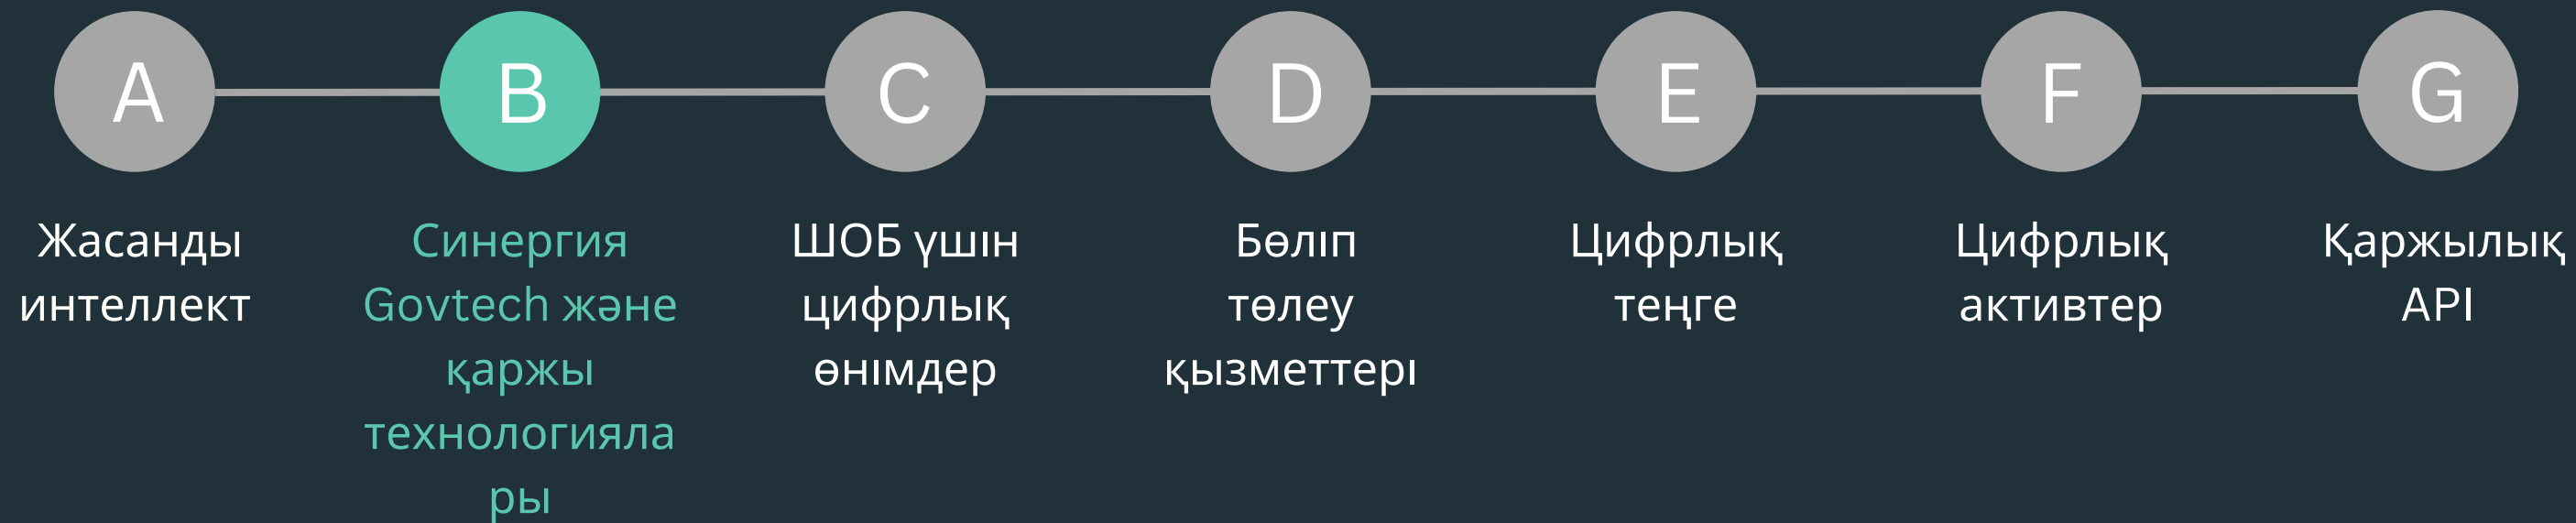 A
B
C
D
E
F
G
Жасанды
интеллект
Синергия
Govtech және
қаржы
технологияла
ры
ШОБ үшін
цифрлық
өнімдер
Бөліп
төлеу
қызметтері
Цифрлық
теңге
Цифрлық
активтер
Қаржылық
API